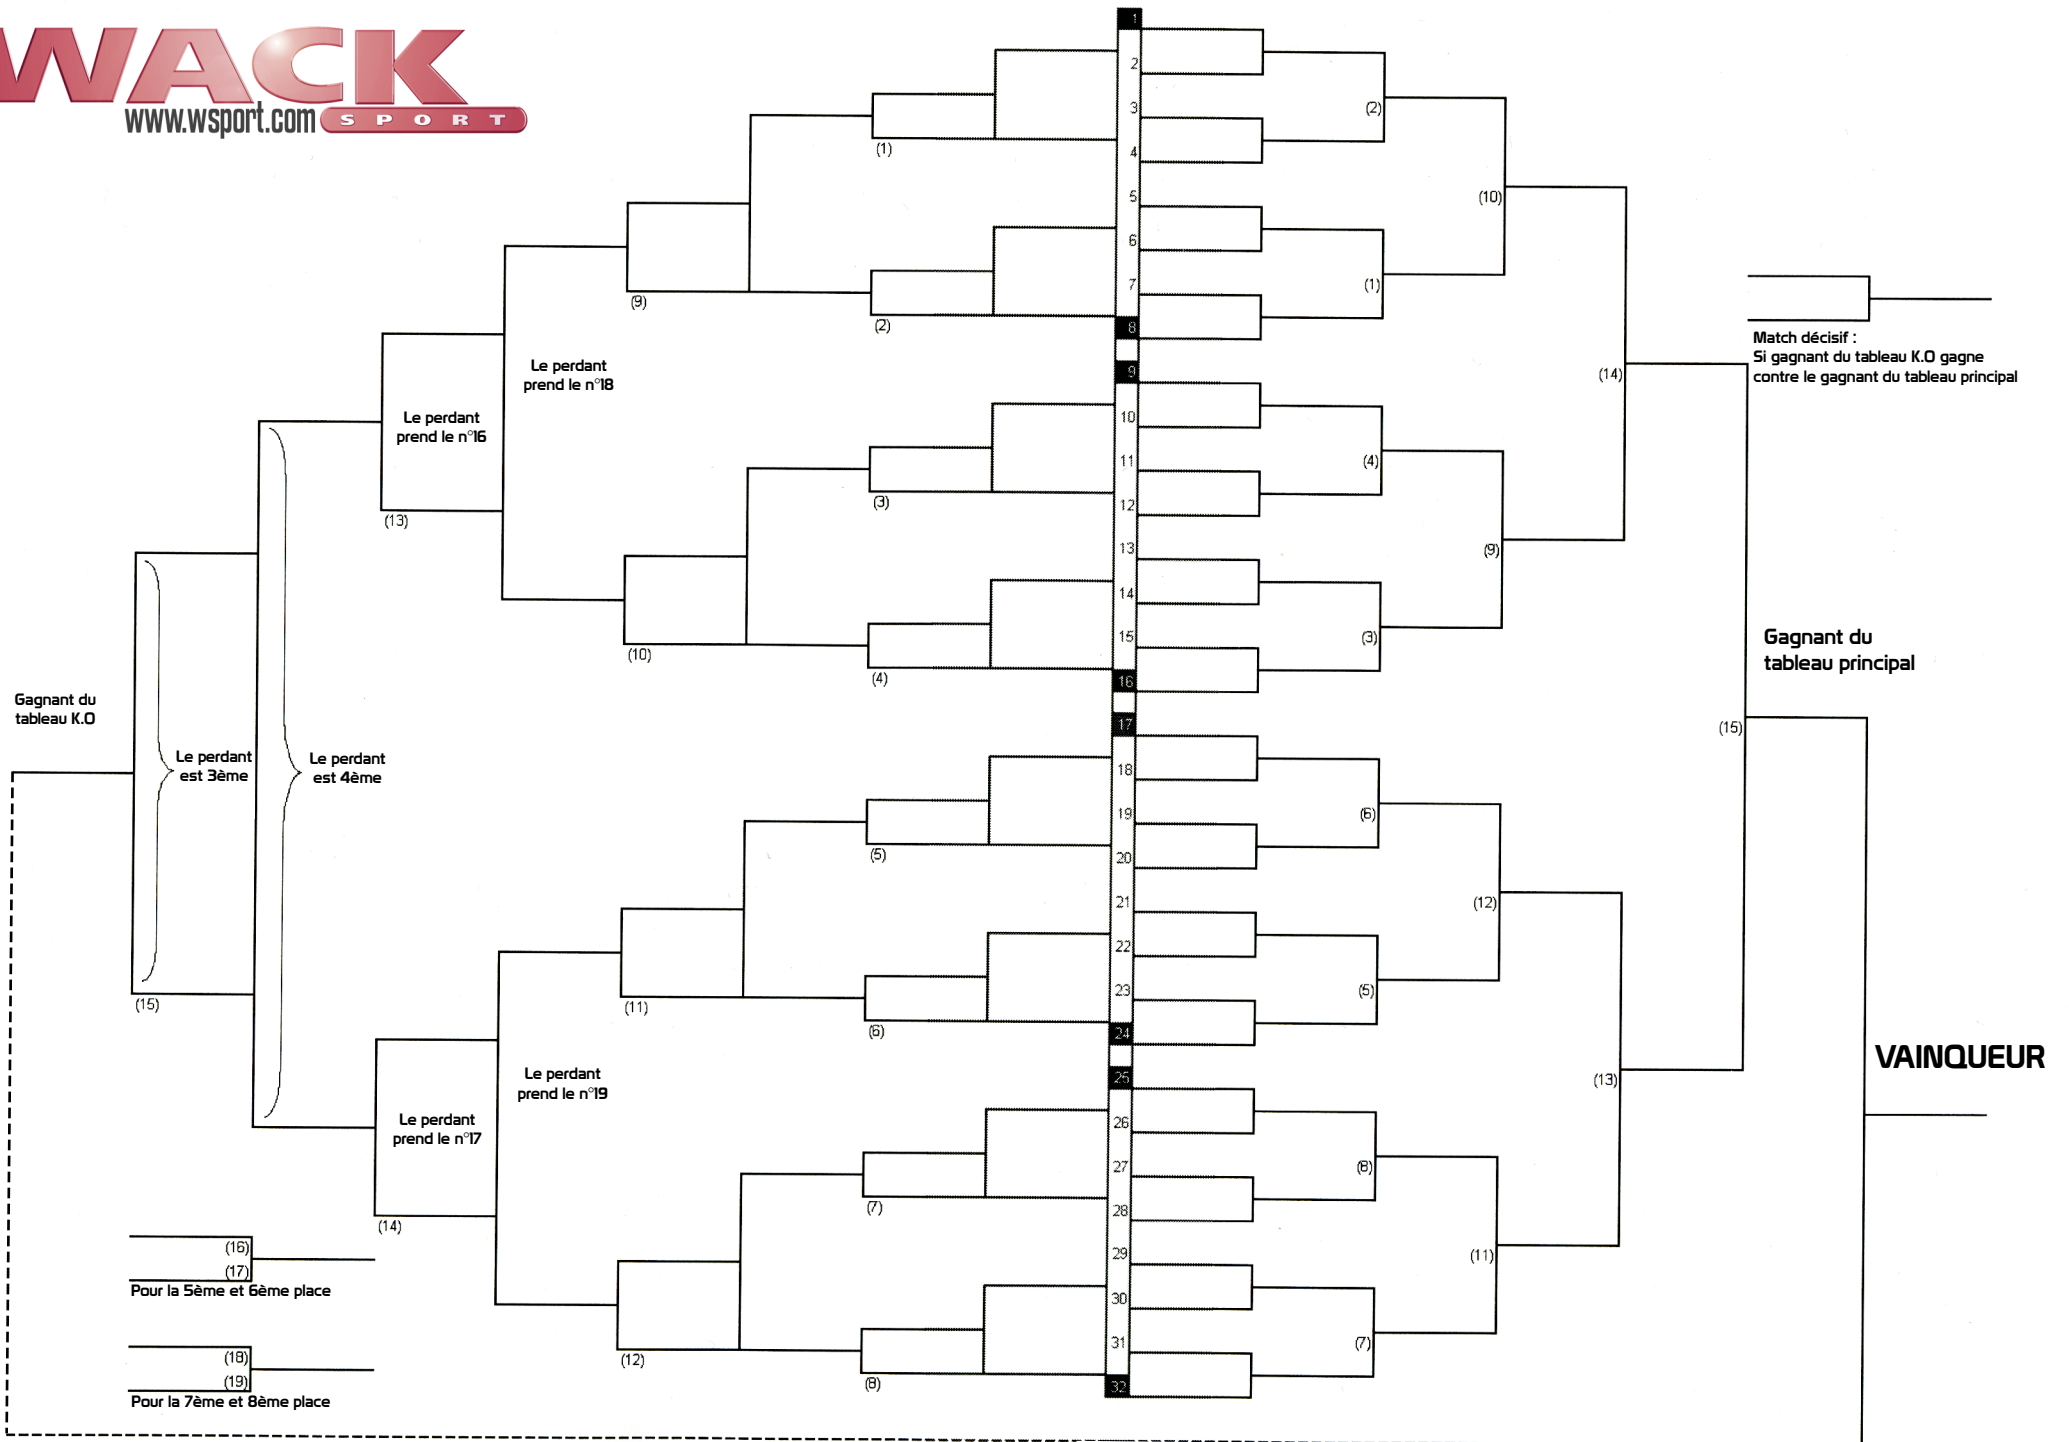 WACK
www.wsport.com SPORT
1
2
3
4
5
6
7
8
9
10
11
12
13
14
15
16
17
18
19
20
21
22
23
24
25
26
27
28
29
30
31
32
(1)
(2)
(3)
(4)
(5)
(6)
(7)
(8)
(9)
(10)
(11)
(12)
Le perdant
prend le n°18
Le perdant
prend le n°19
Le perdant
prend le n°16
(13)
Le perdant
prend le n°17
(14)
Le perdant
est 4ème
Le perdant
est 3ème
(15)
Gagnant du
tableau K.O
(16)
(17)
Pour la 5ème et 6ème place
(18)
(19)
Pour la 7ème et 8ème place
(2)
(1)
(4)
(3)
(6)
(5)
(8)
(7)
(10)
(9)
(12)
(11)
(14)
(13)
(15)
Match décisif :
Si gagnant du tableau K.O gagne
contre le gagnant du tableau principal
Gagnant du
tableau principal
VAINQUEUR